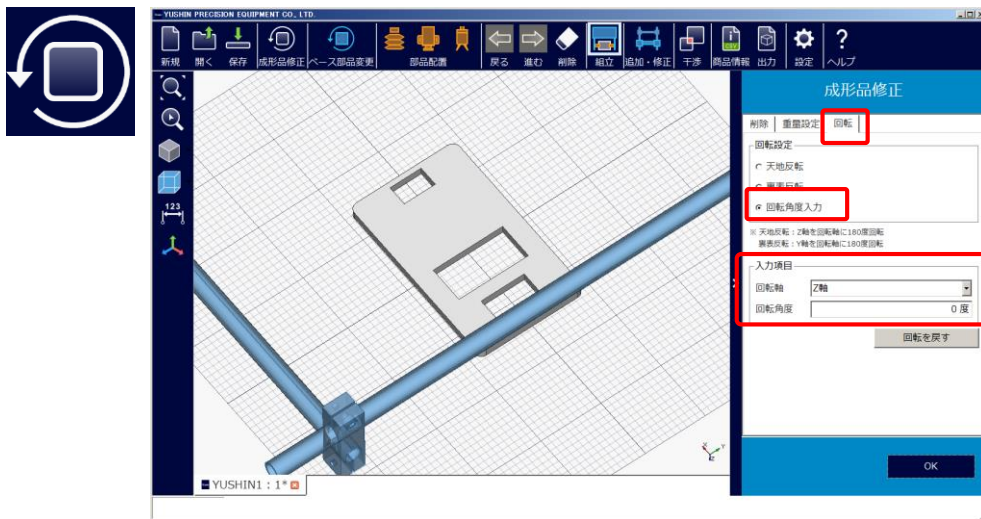 YUSHIN PRECISION EQUIPMENT CO., LTD.
新規 開く 保存 成形品修正 ベース部品変更 部品配置 戻る 進む 削除 組立 追加・修正 干渉 商品情報 出力 設定 ヘルプ
i
CSV
?
123
成形品修正
削除 重量設定 回転
回転設定
天地反転
裏表反転
回転角度入力
※ 天地反転：Z軸を回転軸に180度回転
裏表反転：Y軸を回転軸に180度回転
入力項目
回転軸 Z軸
回転角度 0 度
回転を戻す
X Y Z
OK
YUSHIN1 : 1*